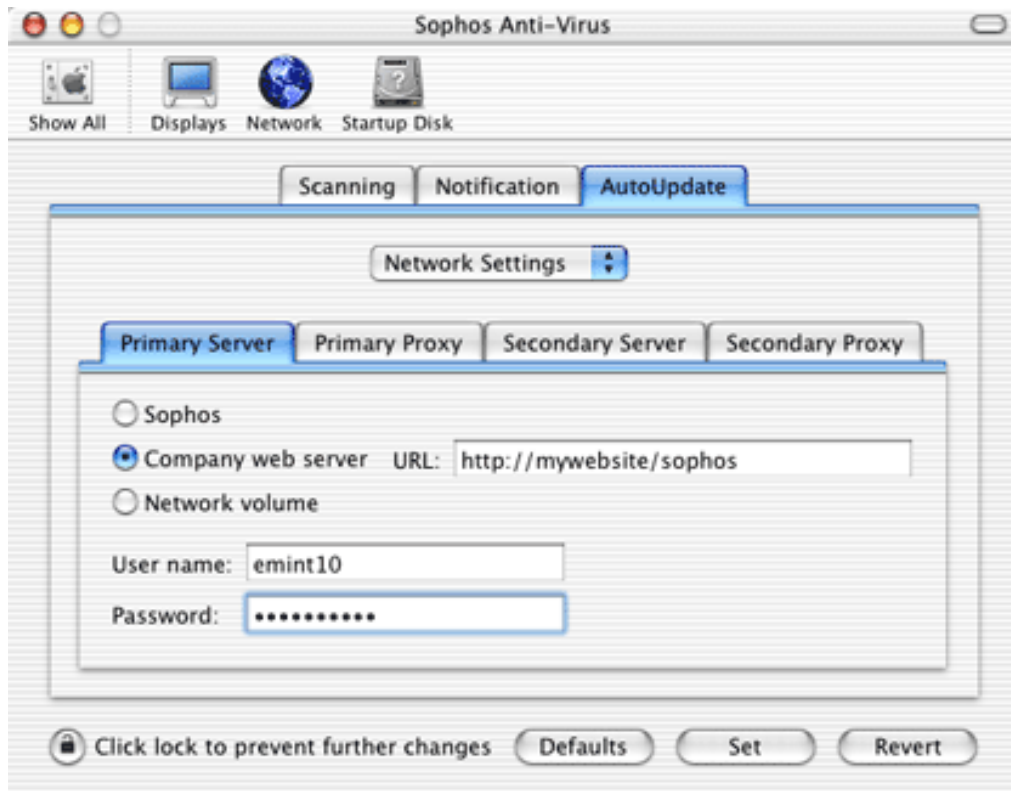 Sophos Anti-Virus
Show All Displays Network Startup Disk
Scanning Notification AutoUpdate
Network Settings
Primary Server Primary Proxy Secondary Server Secondary Proxy
Sophos
Company web server URL: http://mywebsite/sophos
Network volume
User name: emint10
Password: ••••••••••
Click lock to prevent further changes Defaults Set Revert